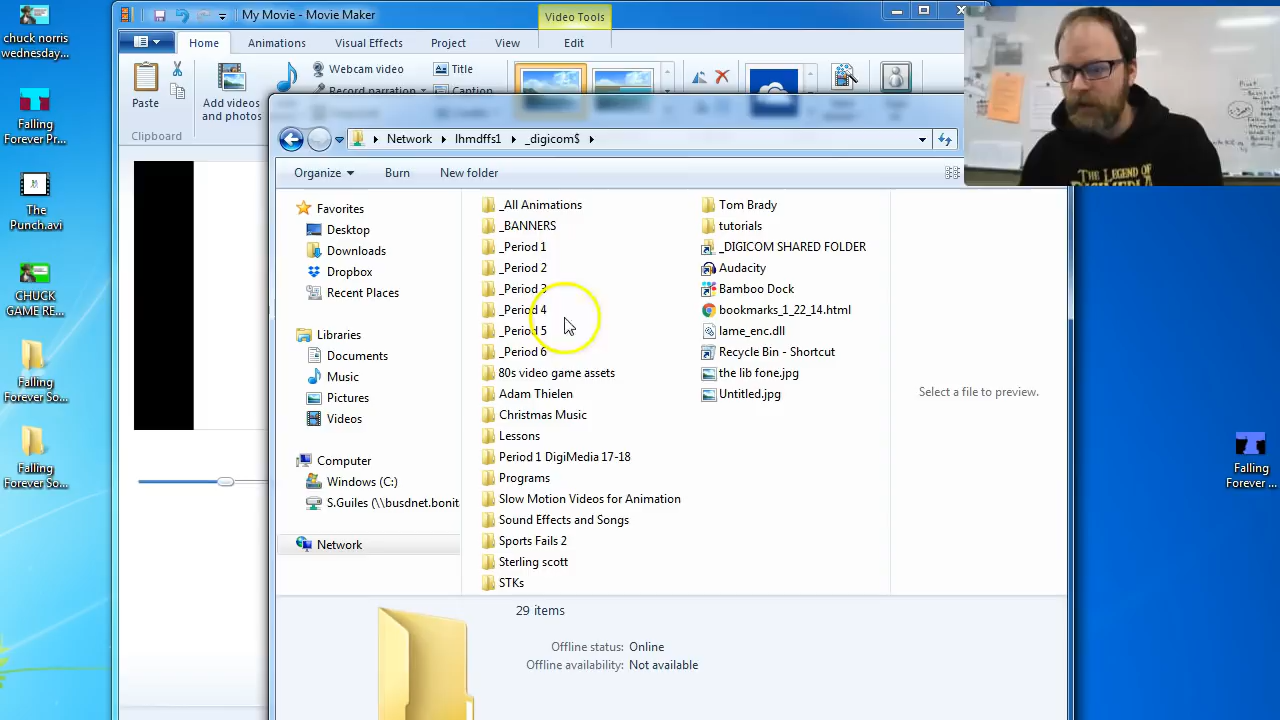 chuck norris
wednesday...
Falling
Forever Pr...
The
Punch.avi
CHUCK
GAME RE...
Falling
Forever So...
Falling
Forever So...
My Movie - Movie Maker
Video Tools
Home
Animations
Visual Effects
Project
View
Edit
Paste
Clipboard
Add videos
and photos
Webcam video
Title
Caption
Network
lhmdffs1
Organize
Burn
New folder
Favorites
Desktop
Downloads
Dropbox
Recent Places
Libraries
Documents
Music
Pictures
Videos
Computer
Windows (C:)
S.Guiles (\\busdnet.bonit
Network
_All Animations
_BANNERS
_Period 1
_Period 2
_Period 3
_Period 4
_Period 5
_Period 6
80s video game assets
Adam Thielen
Christmas Music
Lessons
Period 1 DigiMedia 17-18
Programs
Slow Motion Videos for Animation
Sound Effects and Songs
Sports Fails 2
Sterling scott
STKs
Tom Brady
tutorials
_DIGICOM SHARED FOLDER
Audacity
Bamboo Dock
bookmarks_1_22_14.html
lame_enc.dll
Recycle Bin - Shortcut
the lib fone.jpg
Untitled.jpg
Select a file to preview.
29 items
Offline status: Online
Offline availability: Not available
THE LEGEND OF
Falling
Forever ...